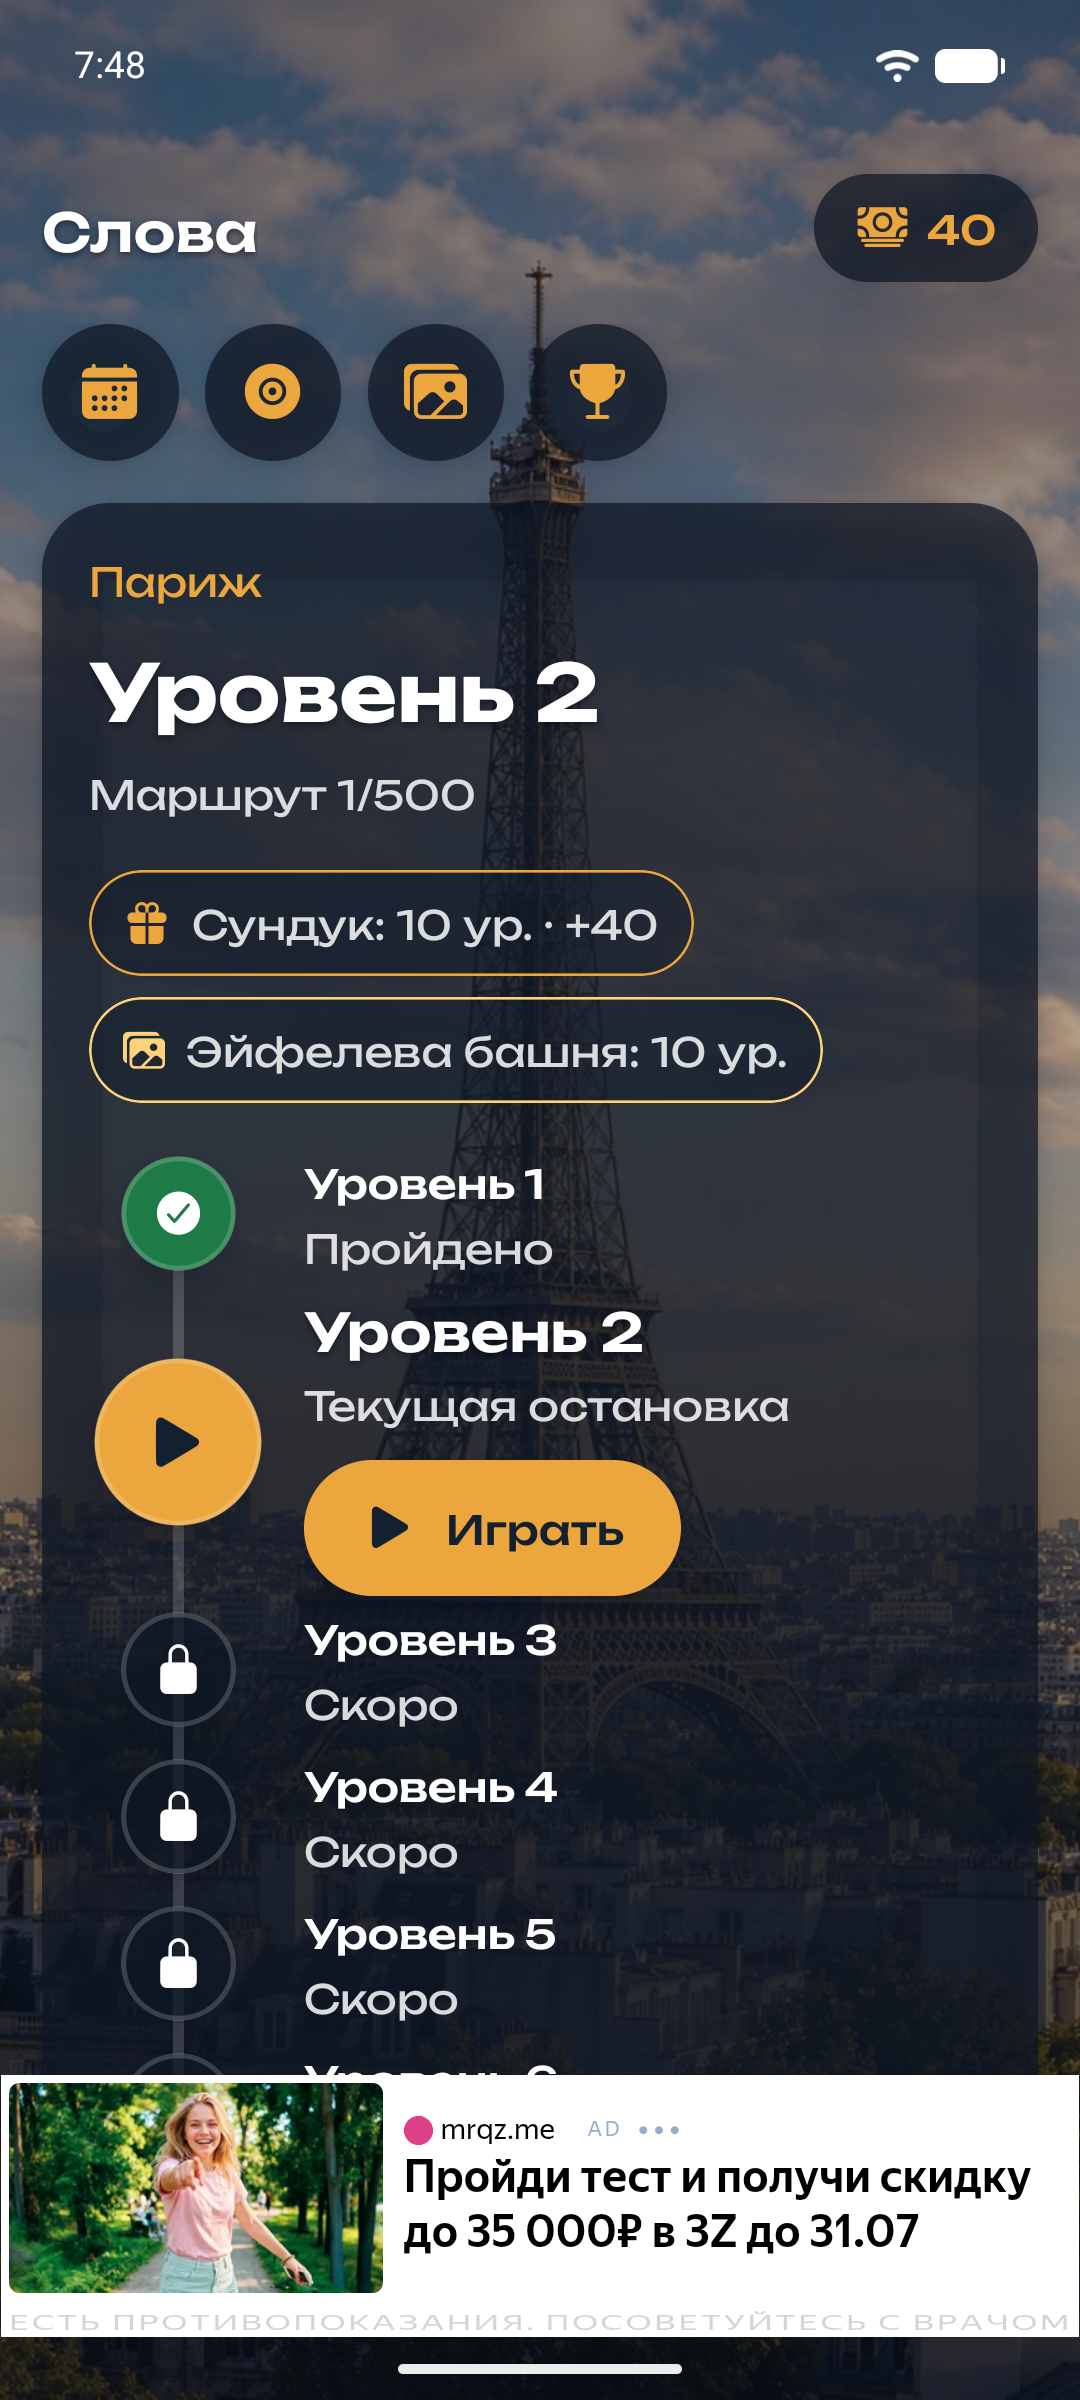 7:48
Слова
40
Париж
Уровень 2
Маршрут 1/500
Сундук: 10 ур. · +40
Эйфелева башня: 10 ур.
Уровень 1
Пройдено
Уровень 2
Текущая остановка
Играть
Уровень 3
Скоро
Уровень 4
Скоро
Уровень 5
Скоро
Уровень 6
mrqz.me AD
Пройди тест и получи скидку
до 35 000₽ в 3Z до 31.07
ЕСТЬ ПРОТИВОПОКАЗАНИЯ. ПОСОВЕТУЙТЕСЬ С ВРАЧОМ